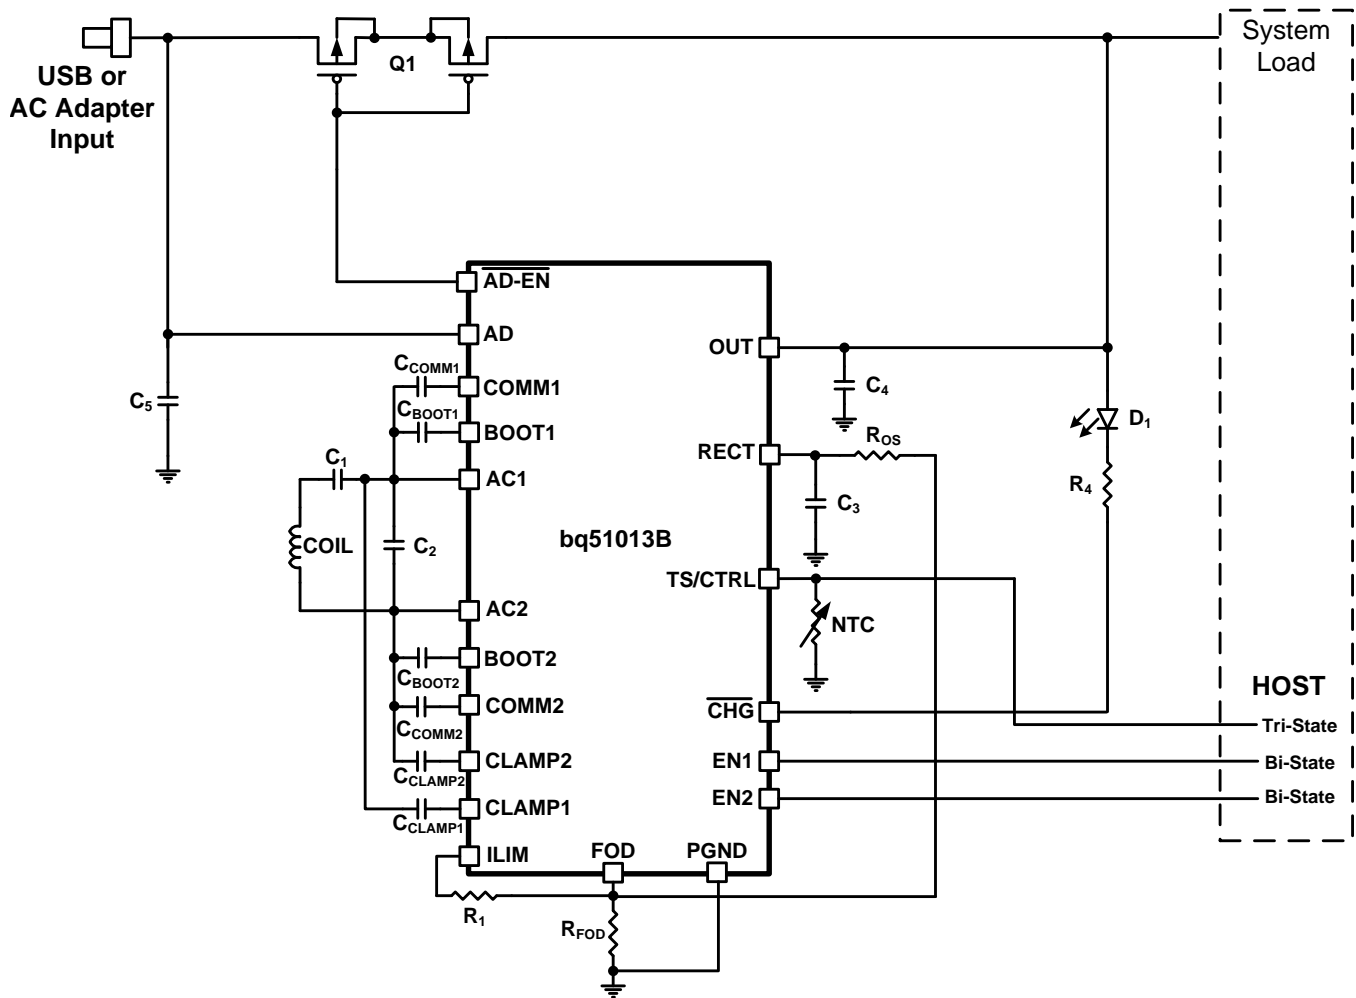 System
Load
Q1
USB or
AC Adapter
Input
AD-EN
AD
OUT
CCOMM1
COMM1
C4
C5
CBOOT1
BOOT1
D1
ROS
RECT
C1
AC1
R4
C3
bq51013B
COIL
C2
TS/CTRL
AC2
NTC
BOOT2
CBOOT2
HOST
COMM2
CHG
Tri-State
CCOMM2
CLAMP2
EN1
Bi-State
CCLAMP2
EN2
Bi-State
CLAMP1
CCLAMP1
ILIM
FOD
PGND
R1
RFOD